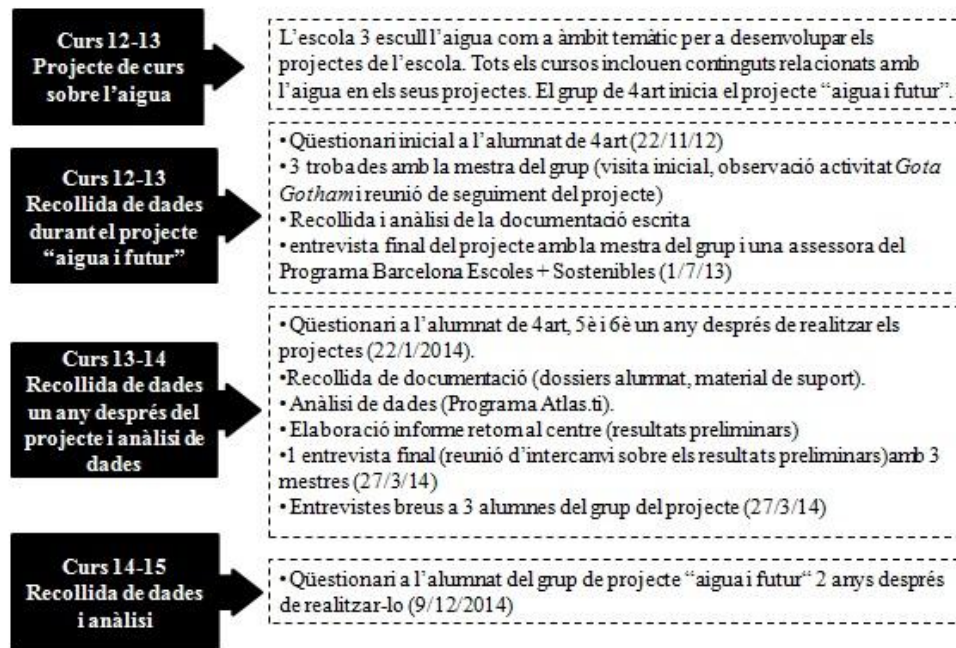 Curs 12-13
Projecte de curs
sobre l'aigua
L'escola 3 escull l'aigua com a àmbit temàtic per a desenvolupar els
projectes de l'escola. Tots els cursos inclouen continguts relacionats amb
l'aigua en els seus projectes. El grup de 4art inicia el projecte "aigua i futur".
Curs 12-13
Recollida de dades
durant el projecte
"aigua i futur"
• Qüestionari inicial a l'alumnat de 4art (22/11/12)
• 3 trobades amb la mestra del grup (visita inicial, observació activitat Gota
Gotham i reunió de seguiment del projecte)
• Recollida i anàlisi de la documentació escrita
• entrevista final del projecte amb la mestra del grup i una assessora del
Programa Barcelona Escoles + Sostenibles (1/7/13)
Curs 13-14
Recollida de dades
un any després del
projecte i anàlisi de
dades
• Qüestionari a l'alumnat de 4art, 5è i 6è un any després de realitzar els
projectes (22/1/2014).
• Recollida de documentació (dossiers alumnat, material de suport).
• Anàlisi de dades (Programa Atlas.ti).
• Elaboració informe retorn al centre (resultats preliminars)
• 1 entrevista final (reunió d'intercanvi sobre els resultats preliminars) amb 3
mestres (27/3/14)
• Entrevistes breus a 3 alumnes del grup del projecte (27/3/14)
Curs 14-15
Recollida de dades
i anàlisi
• Qüestionari a l'alumnat del grup de projecte "aigua i futur" 2 anys després
de realitzar-lo (9/12/2014)